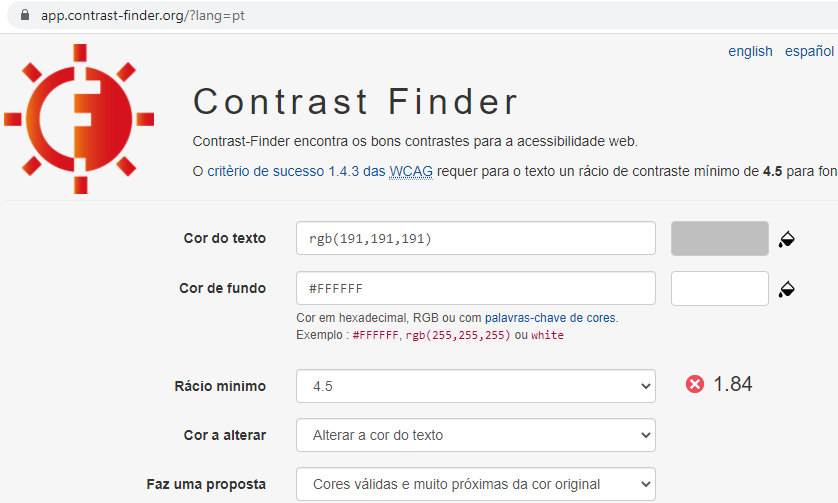 app.contrast-finder.org/?lang=pt
english español
Contrast Finder
Contrast-Finder encontra os bons contrastes para a acessibilidade web.
O critèrio de sucesso 1.4.3 das WCAG requer para o texto un rácio de contraste mínimo de 4.5 para fon
Cor do texto rgb(191,191,191)
Cor de fundo #FFFFFF
Cor em hexadecimal, RGB ou com palavras-chave de cores.
Exemplo : #FFFFFF, rgb(255,255,255) ou white
Rácio minimo 4.5 1.84
Cor a alterar Alterar a cor do texto
Faz uma proposta Cores válidas e muito próximas da cor original